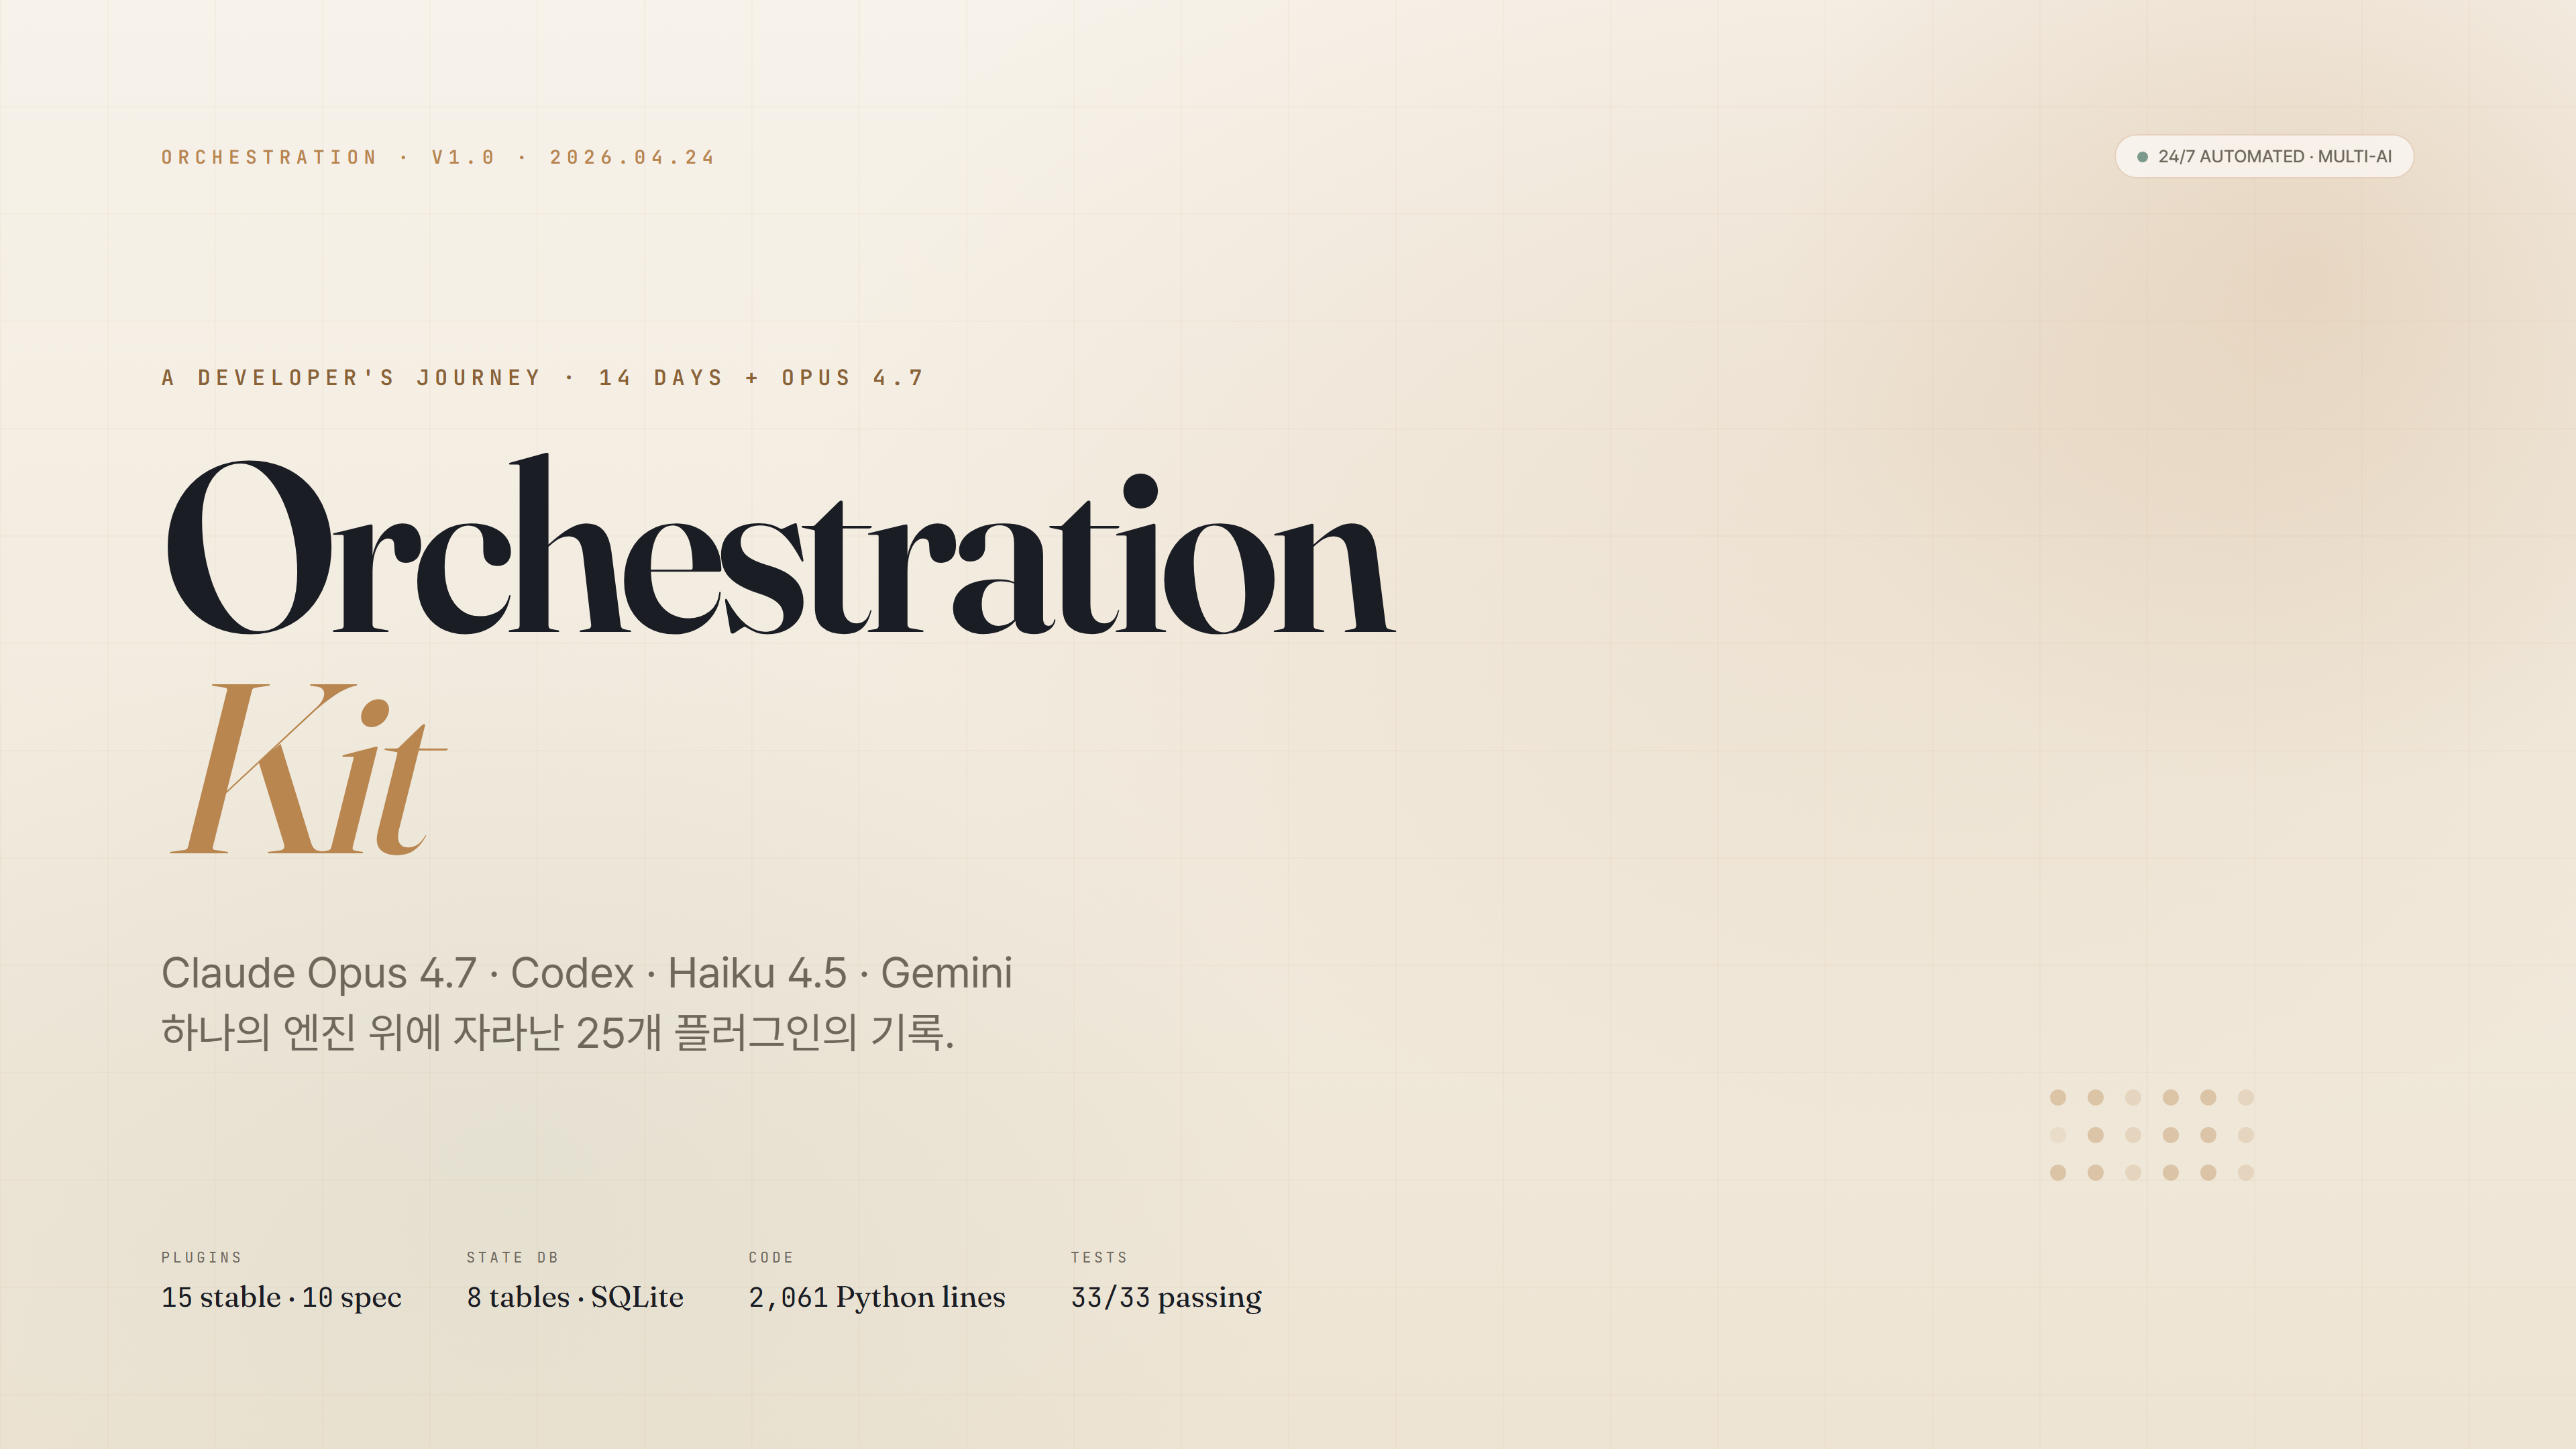 ORCHESTRATION · V1.0 · 2026.04.24
24/7 AUTOMATED · MULTI-AI
A DEVELOPER'S JOURNEY · 14 DAYS + OPUS 4.7
Orchestration
Kit
Claude Opus 4.7 · Codex · Haiku 4.5 · Gemini
하나의 엔진 위에 자라난 25개 플러그인의 기록.
PLUGINS
15 stable · 10 spec
STATE DB
8 tables · SQLite
CODE
2,061 Python lines
TESTS
33/33 passing